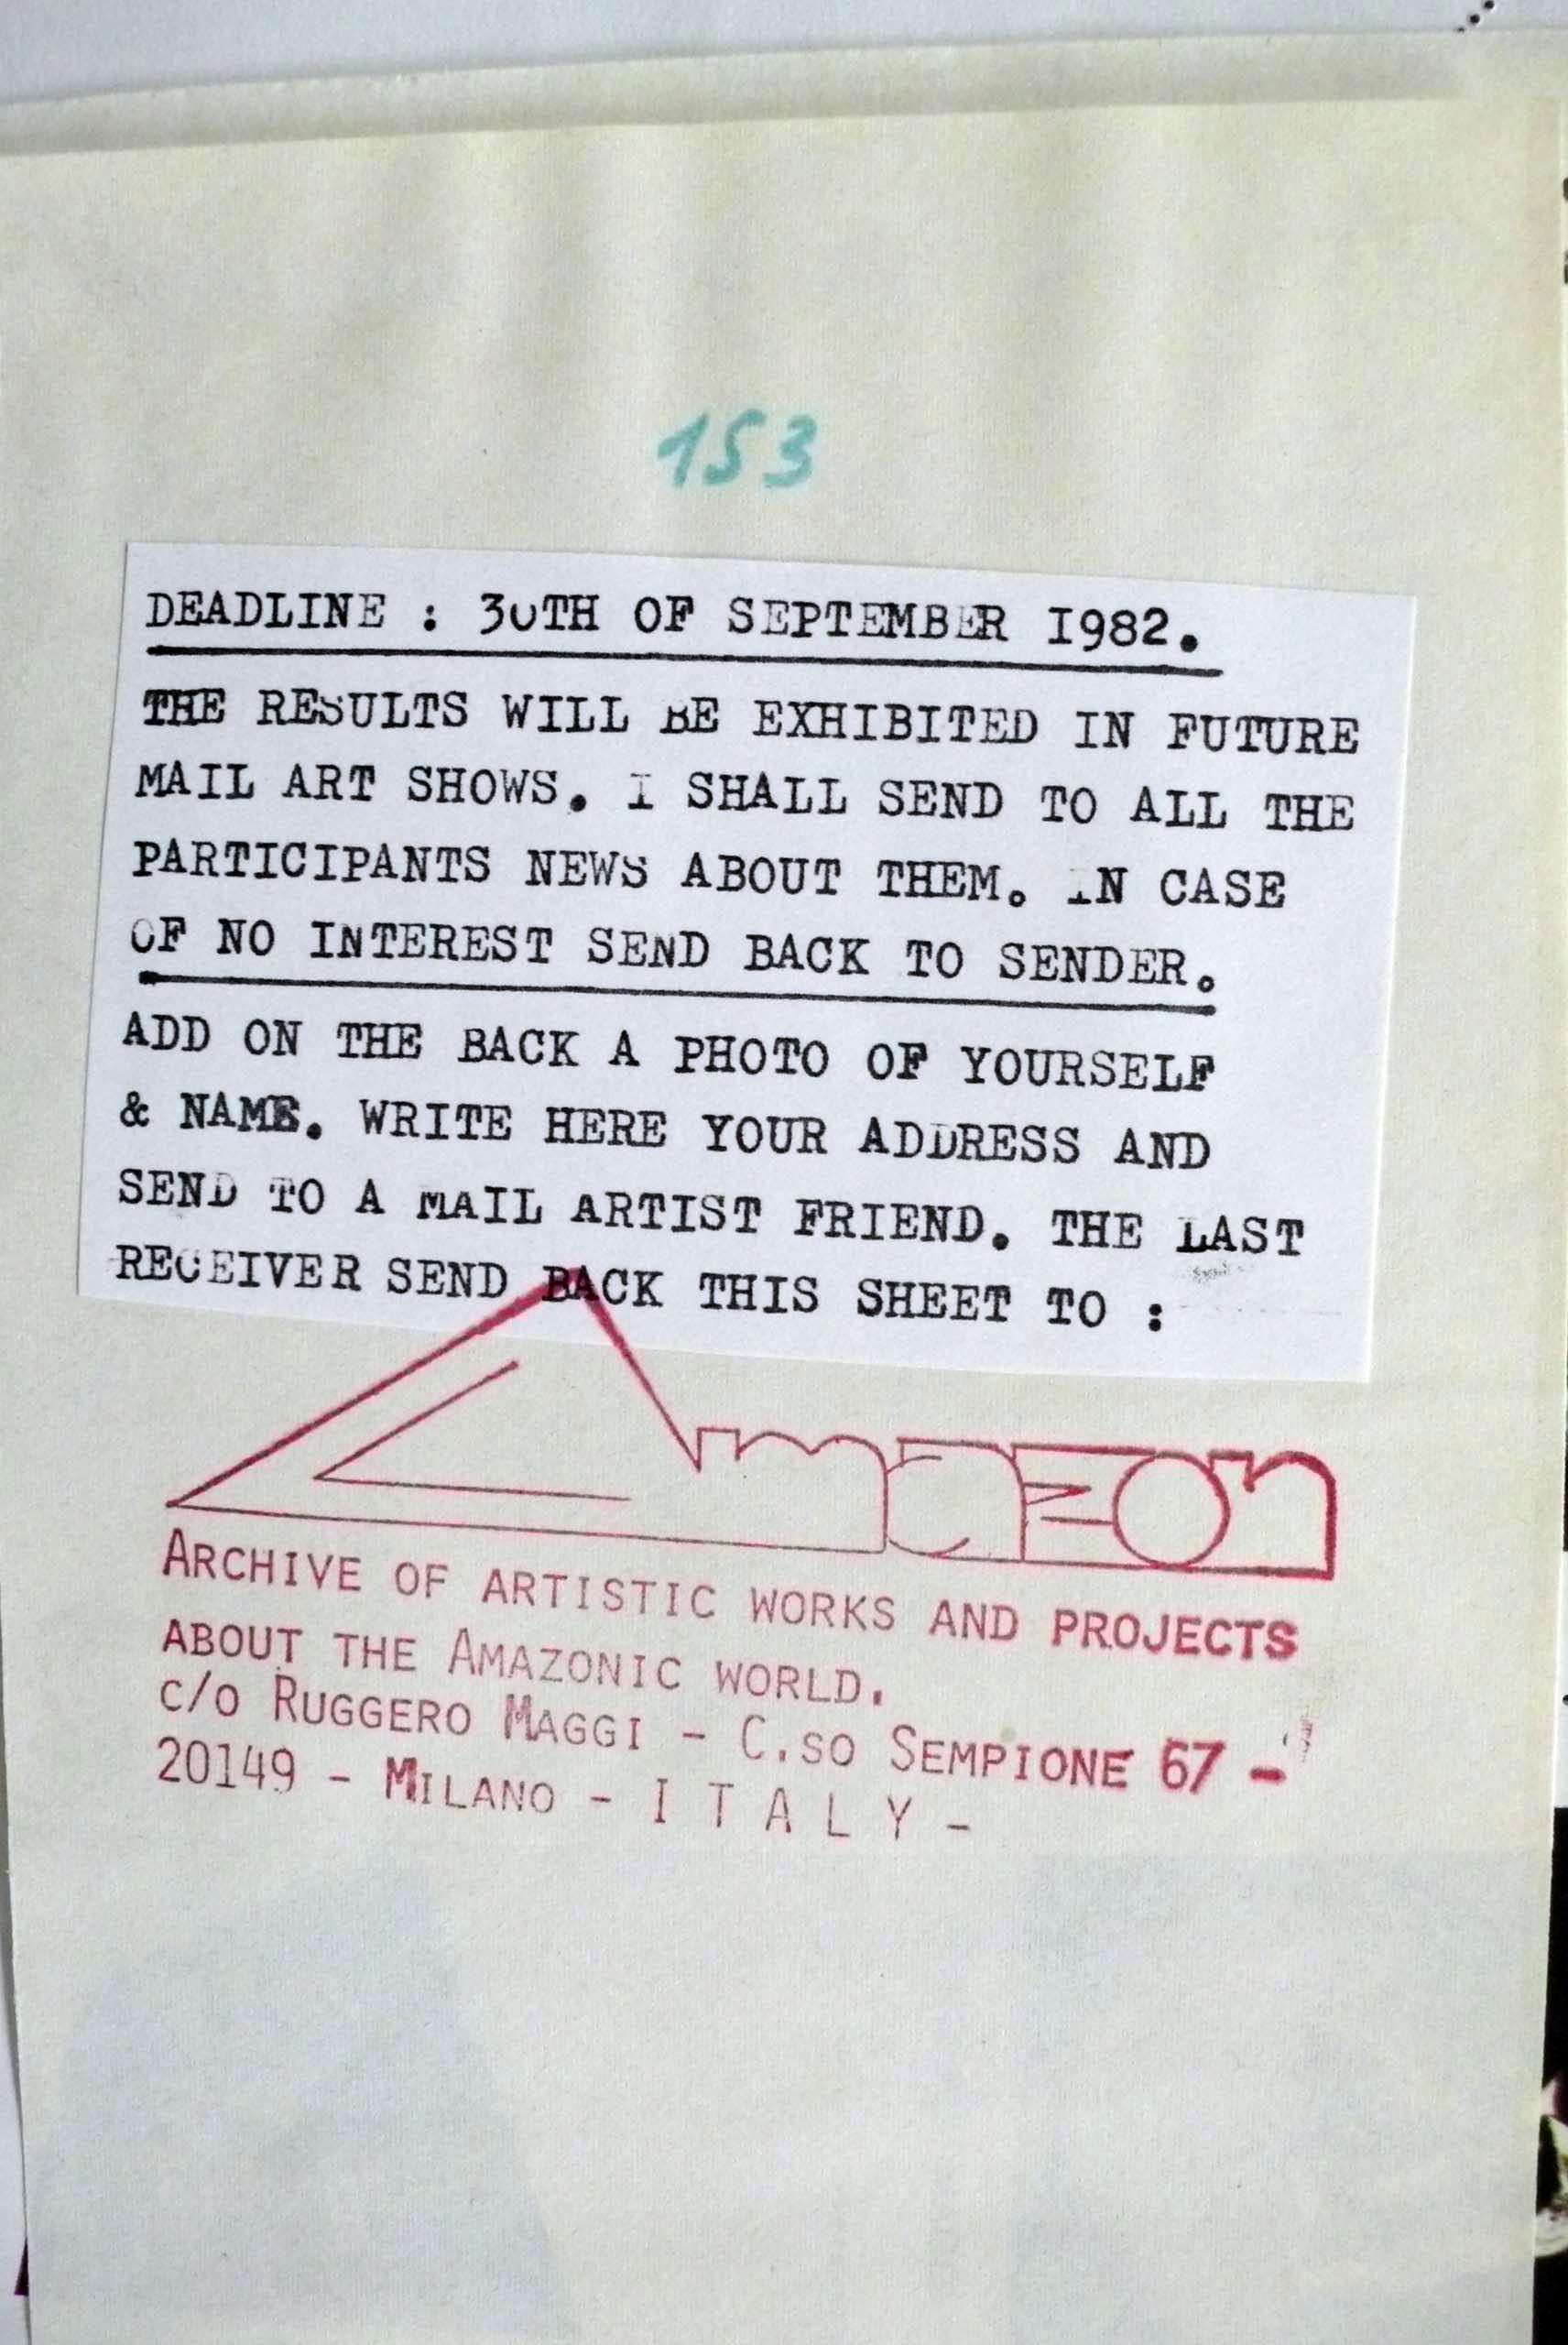 153
DEADLINE : 30TH OF SEPTEMBER 1982.
THE RESULTS WILL BE EXHIBITED IN FUTURE
MAIL ART SHOWS. I SHALL SEND TO ALL THE
PARTICIPANTS NEWS ABOUT THEM. IN CASE
OF NO INTEREST SEND BACK TO SENDER.
ADD ON THE BACK A PHOTO OF YOURSELF
& NAME. WRITE HERE YOUR ADDRESS AND
SEND TO A MAIL ARTIST FRIEND. THE LAST
RECEIVER SEND BACK THIS SHEET TO :
Amazon
ARCHIVE OF ARTISTIC WORKS AND PROJECTS
ABOUT THE AMAZONIC WORLD.
C/O RUGGERO MAGGI - C.SO SEMPIONE 67 -
20149 - MILANO - I T A L Y -